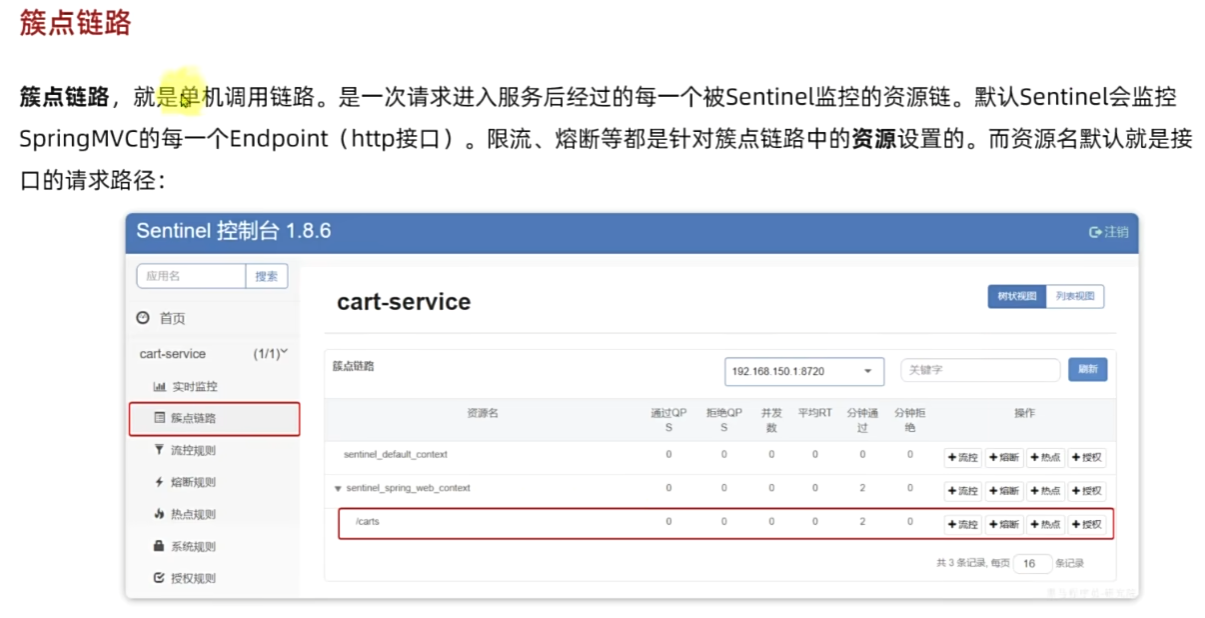 簇点链路
簇点链路，就是单机调用链路。是一次请求进入服务后经过的每一个被Sentinel监控的资源链。默认Sentinel会监控
SpringMVC的每一个Endpoint（http接口）。限流、熔断等都是针对簇点链路中的资源设置的。而资源名默认就是接
口的请求路径：
Sentinel 控制台 1.8.6 注销
应用名 搜索
首页
cart-service (1/1)
实时监控
簇点链路
流控规则
熔断规则
热点规则
系统规则
授权规则
cart-service 树状视图 列表视图
簇点链路 192.168.150.1:8720 关键字 刷新
资源名 通过QPS 拒绝QPS 并发数 平均RT 分钟通过 分钟拒绝 操作
sentinel_default_context 0 0 0 0 0 0 +流控 +熔断 +热点 +授权
sentinel_spring_web_context 0 0 0 0 2 0 +流控 +熔断 +热点 +授权
/carts 0 0 0 0 2 0 +流控 +熔断 +热点 +授权
共 3 条记录, 每页 16 条记录